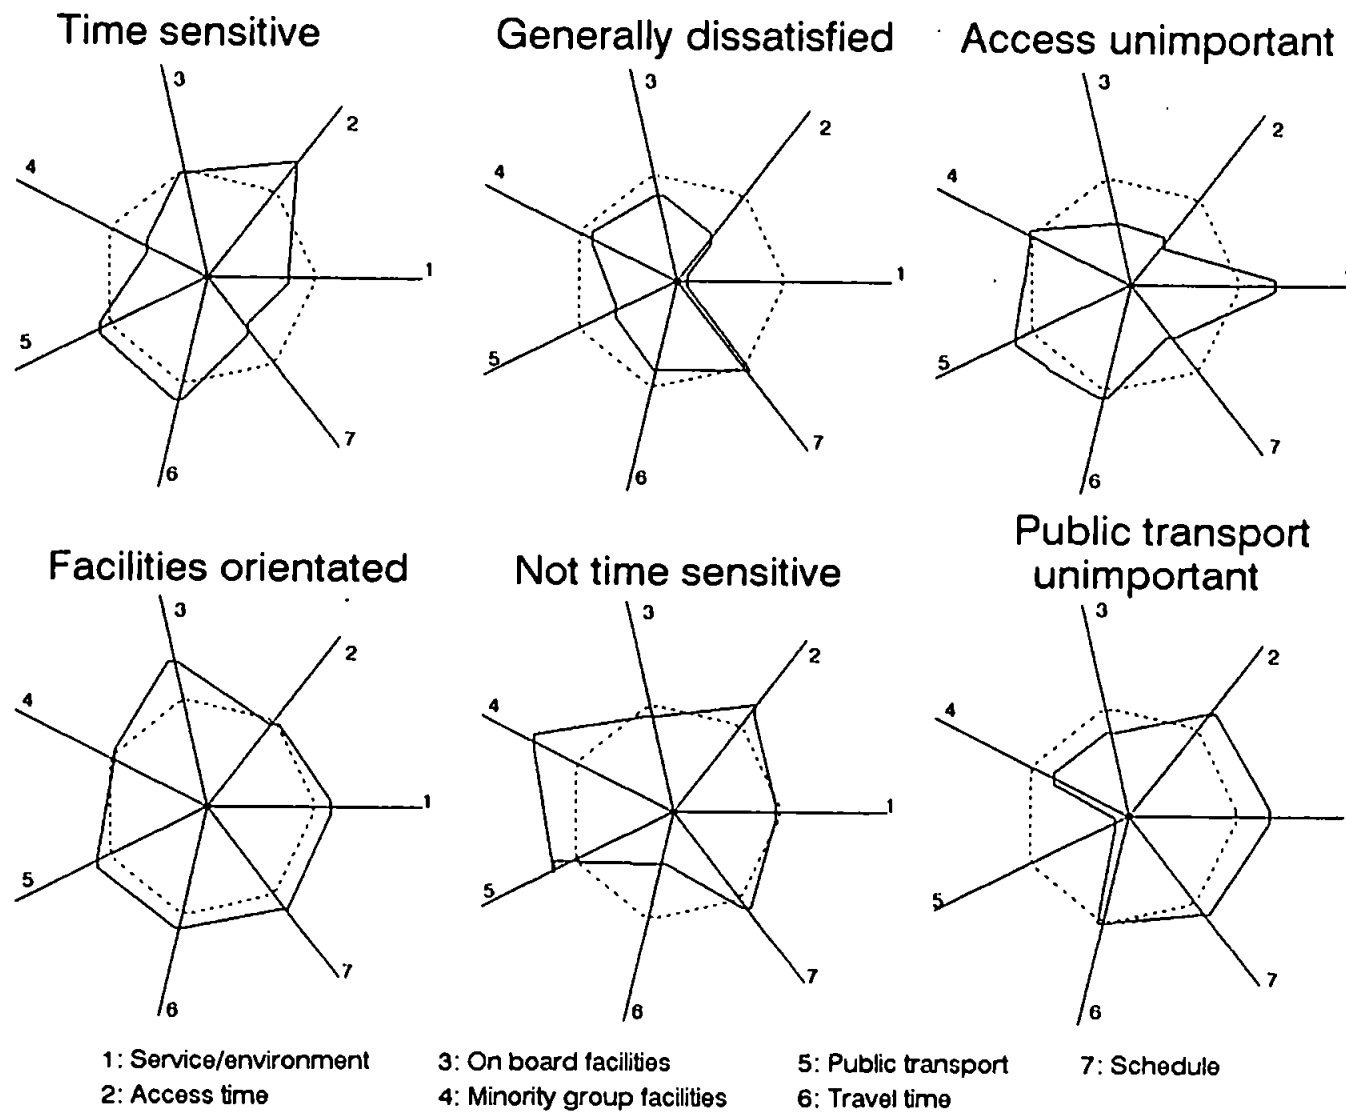 Time sensitive
Generally dissatisfied
Access unimportant
3
2
4
1
5
7
6
3
2
4
1
5
7
6
3
2
4
5
7
6
Facilities orientated
Not time sensitive
Public transport
unimportant
3
2
4
1
5
7
6
3
2
4
1
5
7
6
3
2
4
5
7
6
1: Service/environment
3: On board facilities
5: Public transport
7: Schedule
2: Access time
4: Minority group facilities
6: Travel time